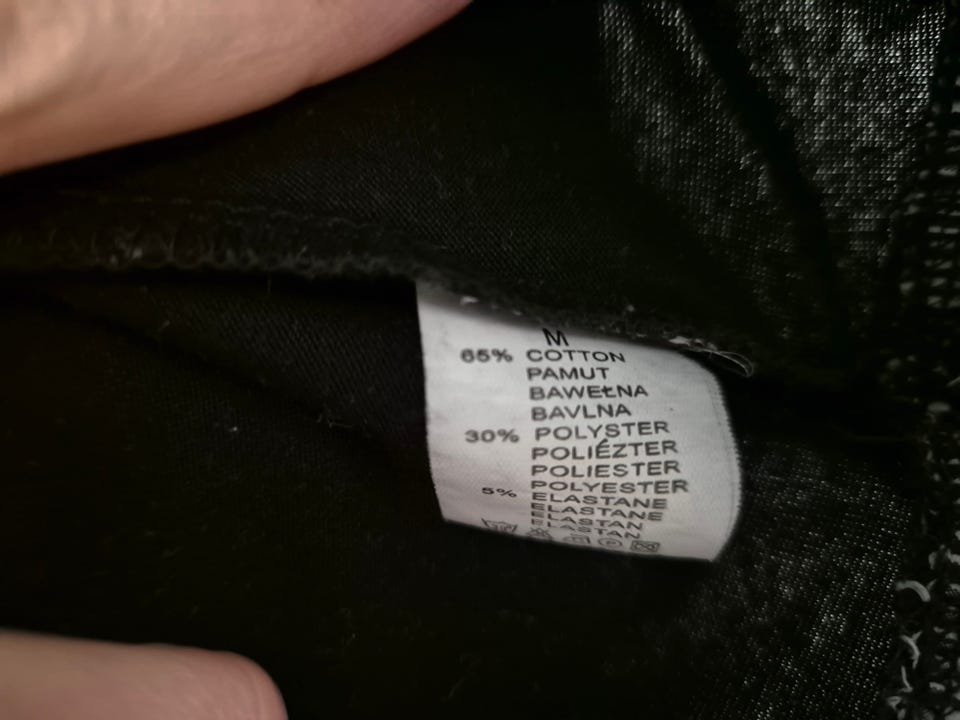 M
65% COTTON
PAMUT
BAWEŁNA
BAVLNA
30% POLYSTER
POLIÉZTER
POLIESTER
POLYESTER
5% ELASTANE
ELASTANE
ELASTAN
ELASTAN